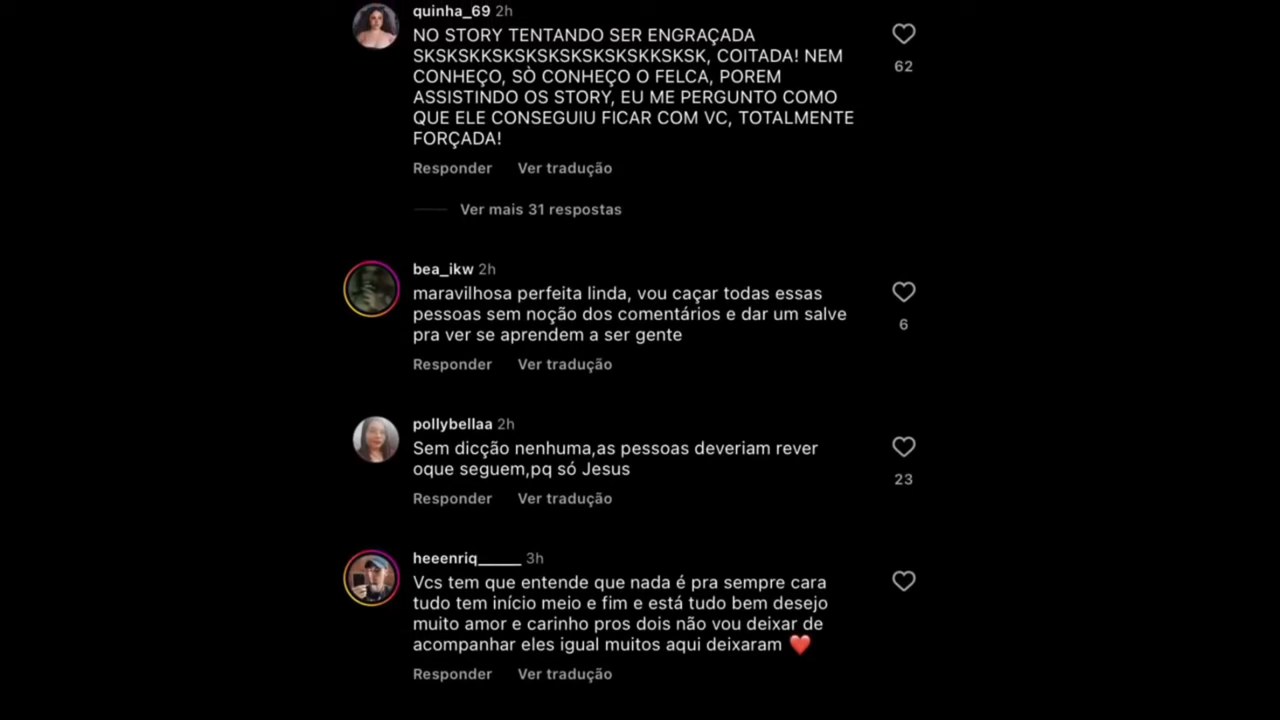 quinha_69 2h
NO STORY TENTANDO SER ENGRAÇADA
SKSKSKKSKSKSKSKSKSKSKKSKSK, COITADA! NEM
CONHEÇO, SÒ CONHEÇO O FELCA, POREM
ASSISTINDO OS STORY, EU ME PERGUNTO COMO
QUE ELE CONSEGUIU FICAR COM VC, TOTALMENTE
FORÇADA!
62
Responder Ver tradução
Ver mais 31 respostas
bea_ikw 2h
maravilhosa perfeita linda, vou caçar todas essas
pessoas sem noção dos comentários e dar um salve
pra ver se aprendem a ser gente
6
Responder Ver tradução
pollybellaa 2h
Sem dicção nenhuma,as pessoas deveriam rever
oque seguem,pq só Jesus
23
Responder Ver tradução
heeenriq______ 3h
Vcs tem que entende que nada é pra sempre cara
tudo tem início meio e fim e está tudo bem desejo
muito amor e carinho pros dois não vou deixar de
acompanhar eles igual muitos aqui deixaram ❤️
Responder Ver tradução